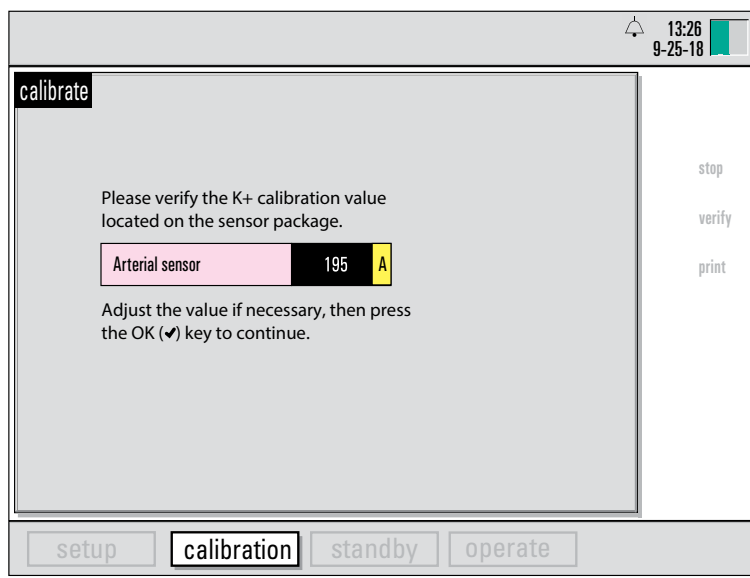 13:26
9-25-18
calibrate
stop
verify
print
Please verify the K+ calibration value
located on the sensor package.
Arterial sensor 195 A
Adjust the value if necessary, then press
the OK (✔) key to continue.
setup calibration standby operate